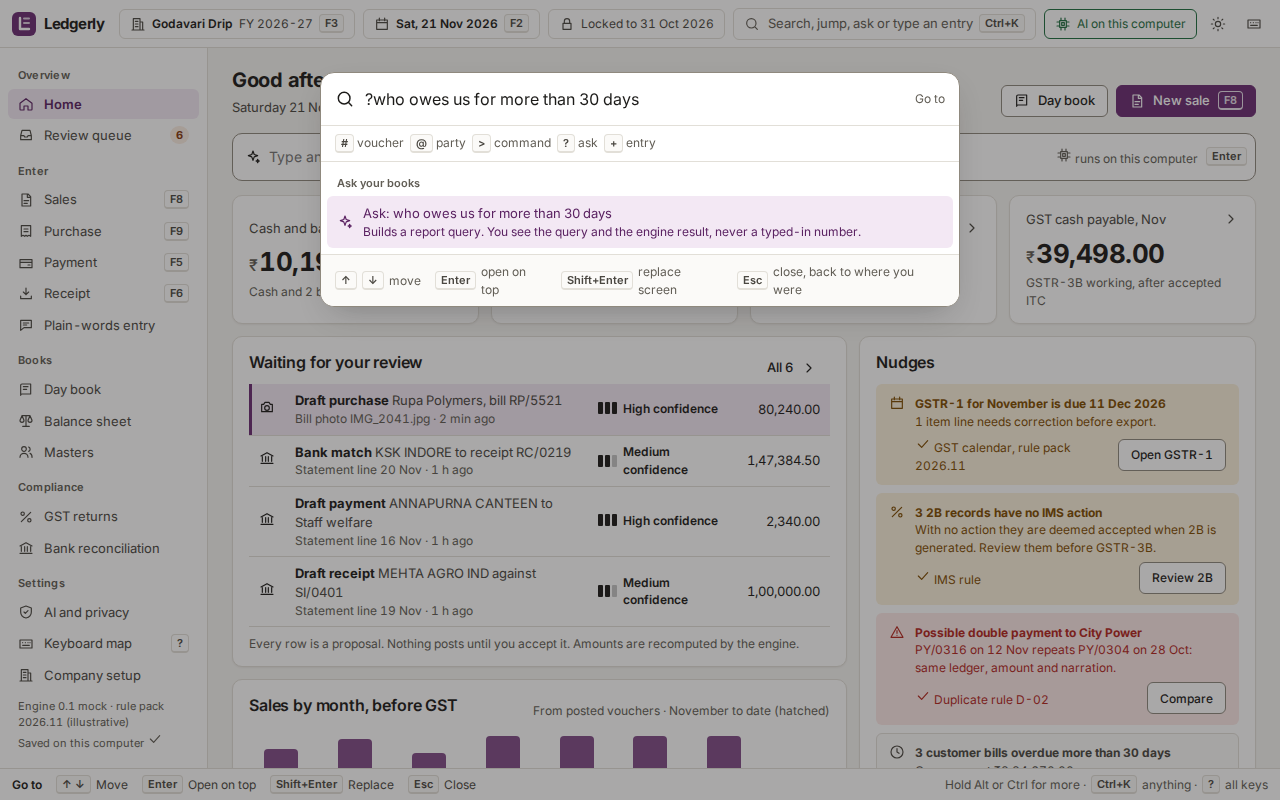 Ledgerly
Godavari Drip FY 2026-27 F3
Sat, 21 Nov 2026 F2
Locked to 31 Oct 2026
Search, jump, ask or type an entry Ctrl+K
AI on this computer
Overview
Home
Review queue 6
Enter
Sales F8
Purchase F9
Payment F5
Receipt F6
Plain-words entry
Books
Day book
Balance sheet
Masters
Compliance
GST returns
Bank reconciliation
Settings
AI and privacy
Keyboard map ?
Company setup
Engine 0.1 mock · rule pack
2026.11 (illustrative)
Saved on this computer
Good afte
Saturday 21 N
Day book
New sale F8
Type an
runs on this computer Enter
?who owes us for more than 30 days
Go to
# voucher @ party > command ? ask + entry
Ask your books
Ask: who owes us for more than 30 days
Builds a report query. You see the query and the engine result, never a typed-in number.
↑ ↓ move Enter open on top Shift+Enter replace screen Esc close, back to where you were
Cash and ba
₹10,19
Cash and 2 b
GST cash payable, Nov
₹39,498.00
GSTR-3B working, after accepted
ITC
Waiting for your review
All 6
Draft purchase Rupa Polymers, bill RP/5521
Bill photo IMG_2041.jpg · 2 min ago
High confidence
80,240.00
Bank match KSK INDORE to receipt RC/0219
Statement line 20 Nov · 1 h ago
Medium
confidence
1,47,384.50
Draft payment ANNAPURNA CANTEEN to
Staff welfare
Statement line 16 Nov · 1 h ago
High confidence
2,340.00
Draft receipt MEHTA AGRO IND against
SI/0401
Statement line 19 Nov · 1 h ago
Medium
confidence
1,00,000.00
Every row is a proposal. Nothing posts until you accept it. Amounts are recomputed by the engine.
Sales by month, before GST
From posted vouchers · November to date (hatched)
Nudges
GSTR-1 for November is due 11 Dec 2026
1 item line needs correction before export.
GST calendar, rule pack
2026.11
Open GSTR-1
3 2B records have no IMS action
With no action they are deemed accepted when 2B is
generated. Review them before GSTR-3B.
IMS rule
Review 2B
Possible double payment to City Power
PY/0316 on 12 Nov repeats PY/0304 on 28 Oct:
same ledger, amount and narration.
Duplicate rule D-02
Compare
3 customer bills overdue more than 30 days
Go to ↑ ↓ Move Enter Open on top Shift+Enter Replace Esc Close
Hold Alt or Ctrl for more · Ctrl+K anything · ? all keys